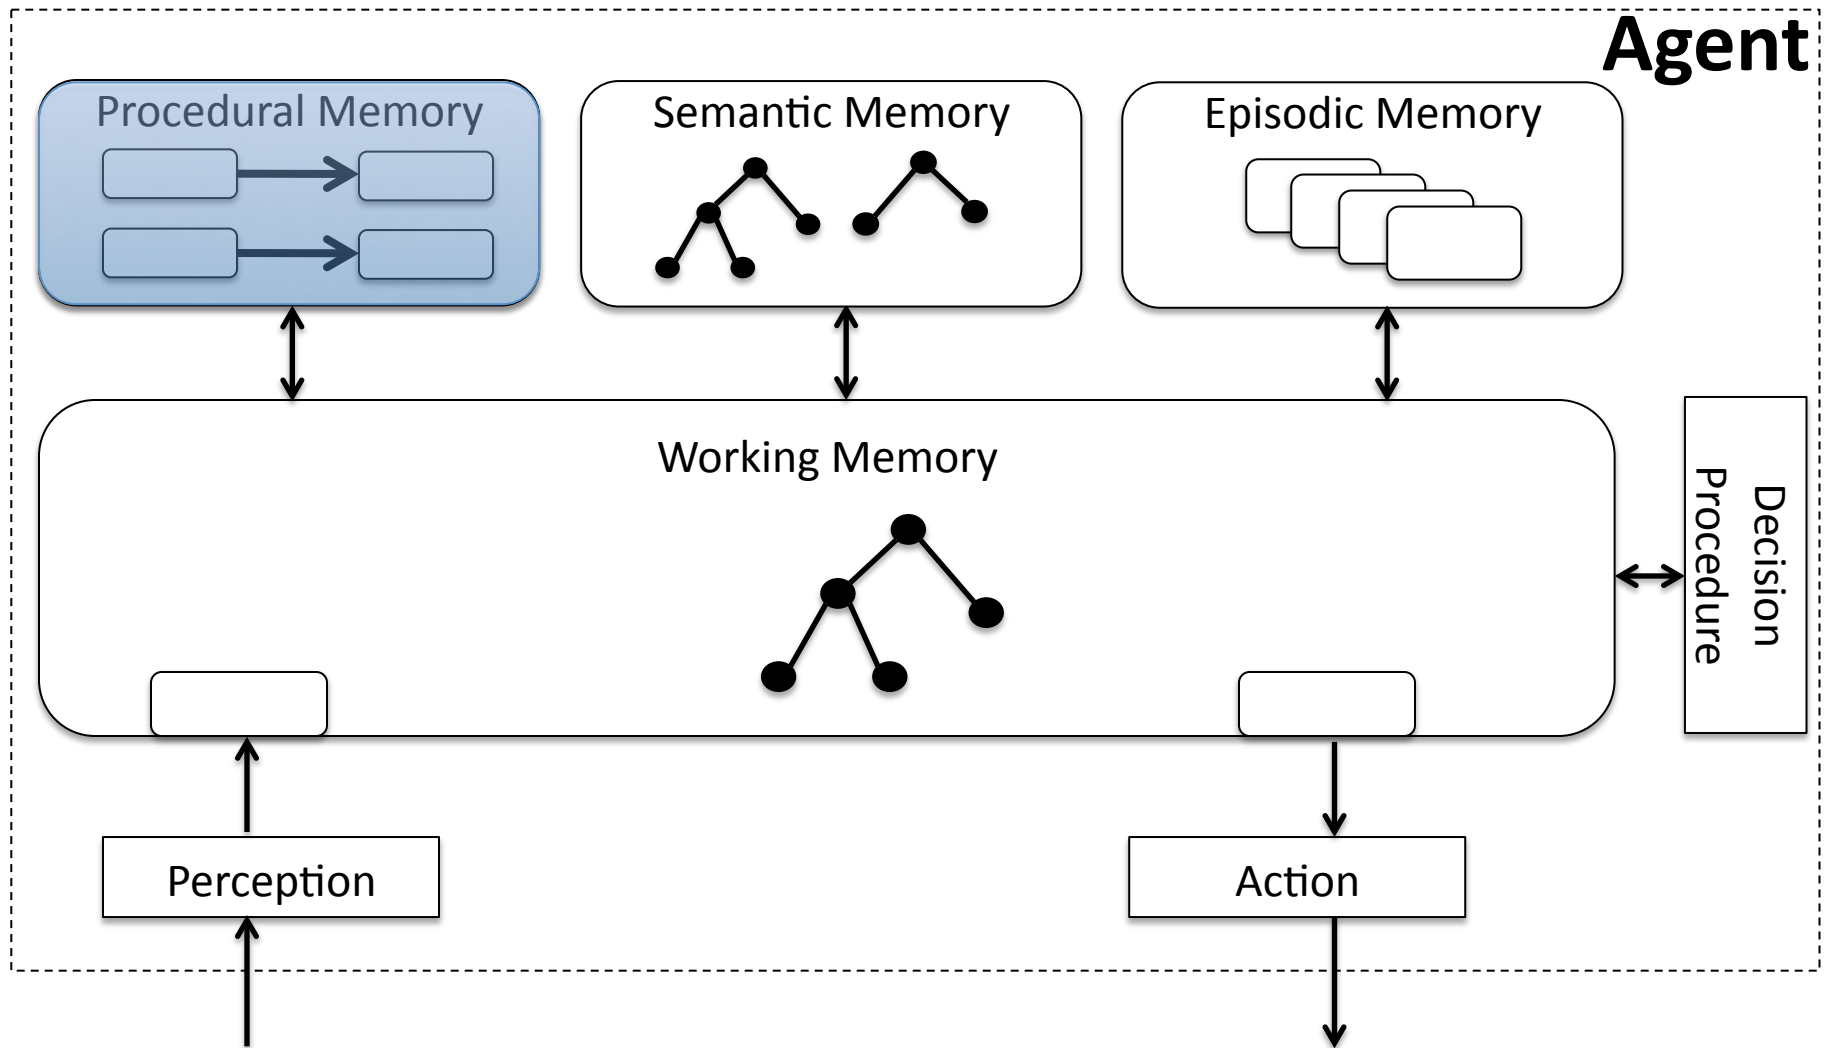 Agent
Procedural Memory
Semantic Memory
Episodic Memory
Working Memory
Decision
Procedure
Perception
Action